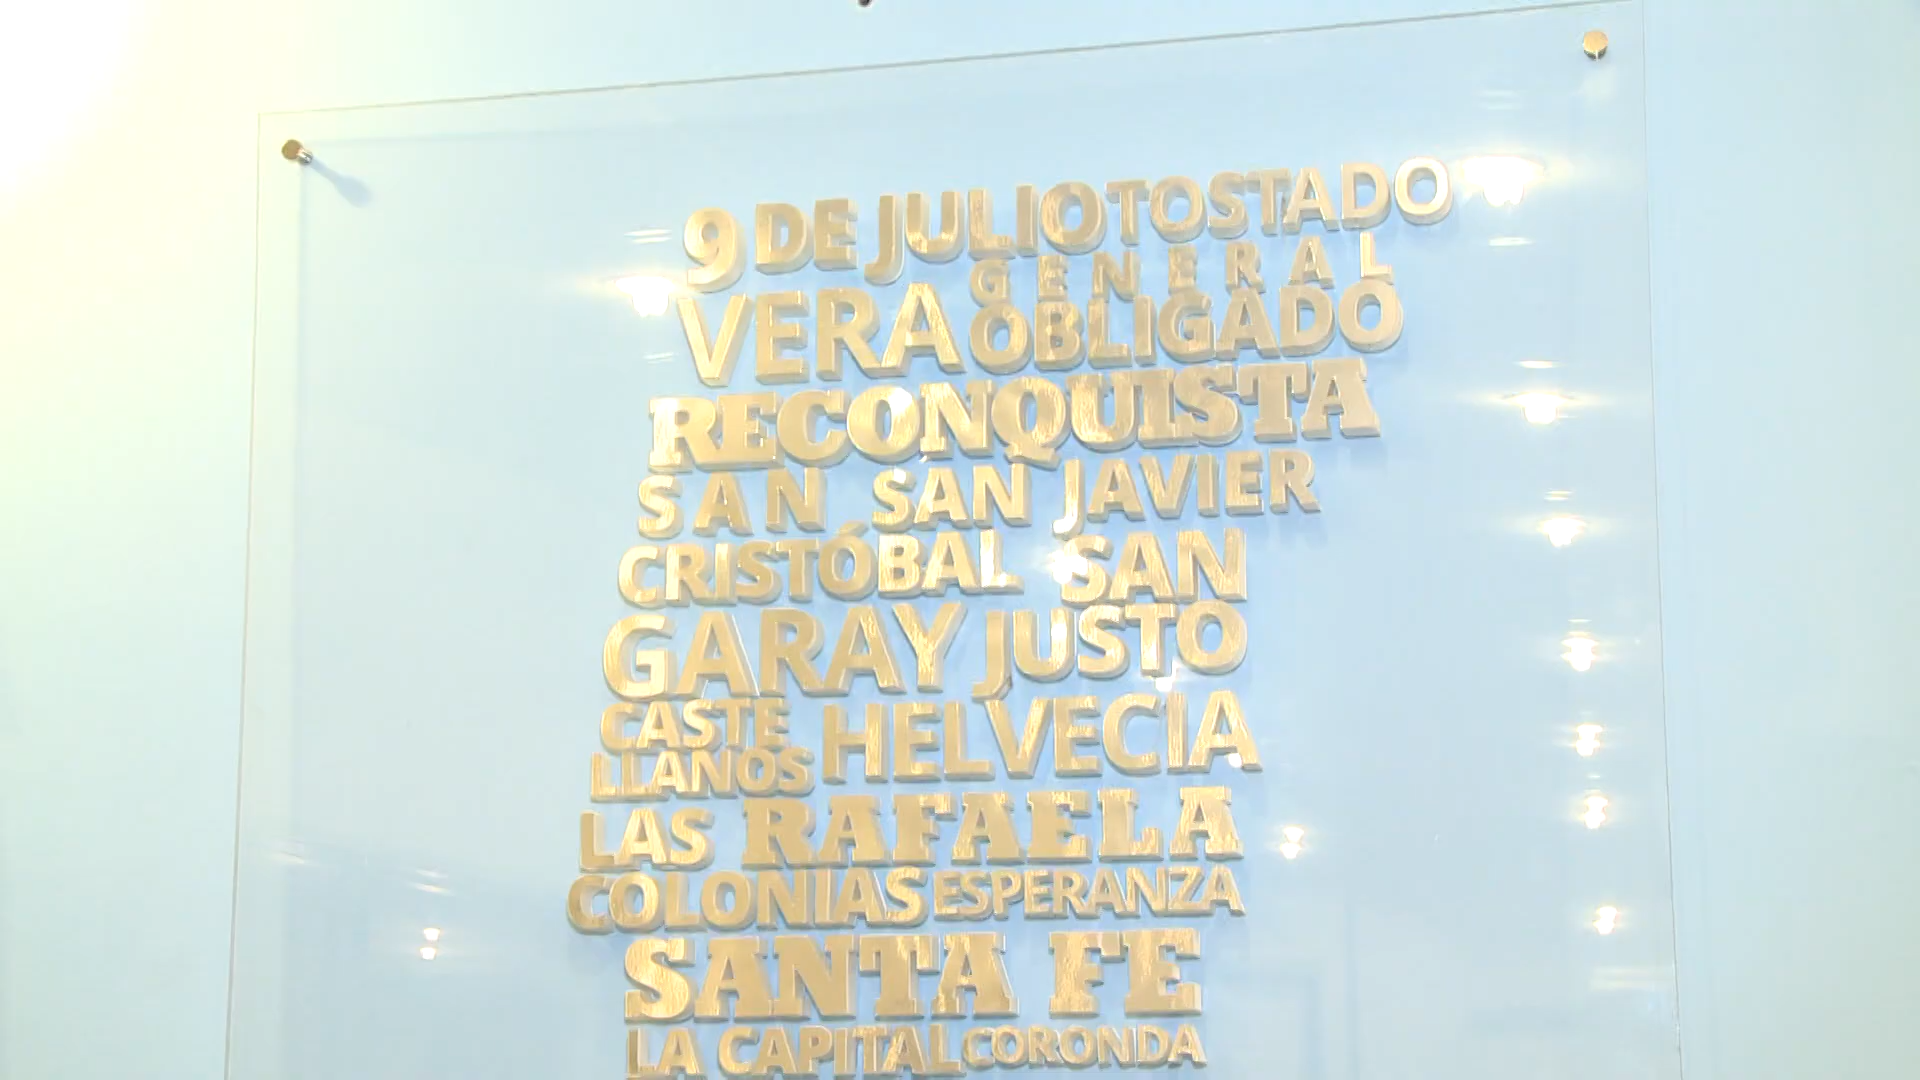 9 DE JULIO TOSTADO
VERA GENERAL OBLIGADO
RECONQUISTA
SAN SAN JAVIER
CRISTÓBAL SAN
GARAY JUSTO
CASTE
LLANOS HELVECIA
LAS RAFAELA
COLONIAS ESPERANZA
SANTA FE
LA CAPITAL CORONDA